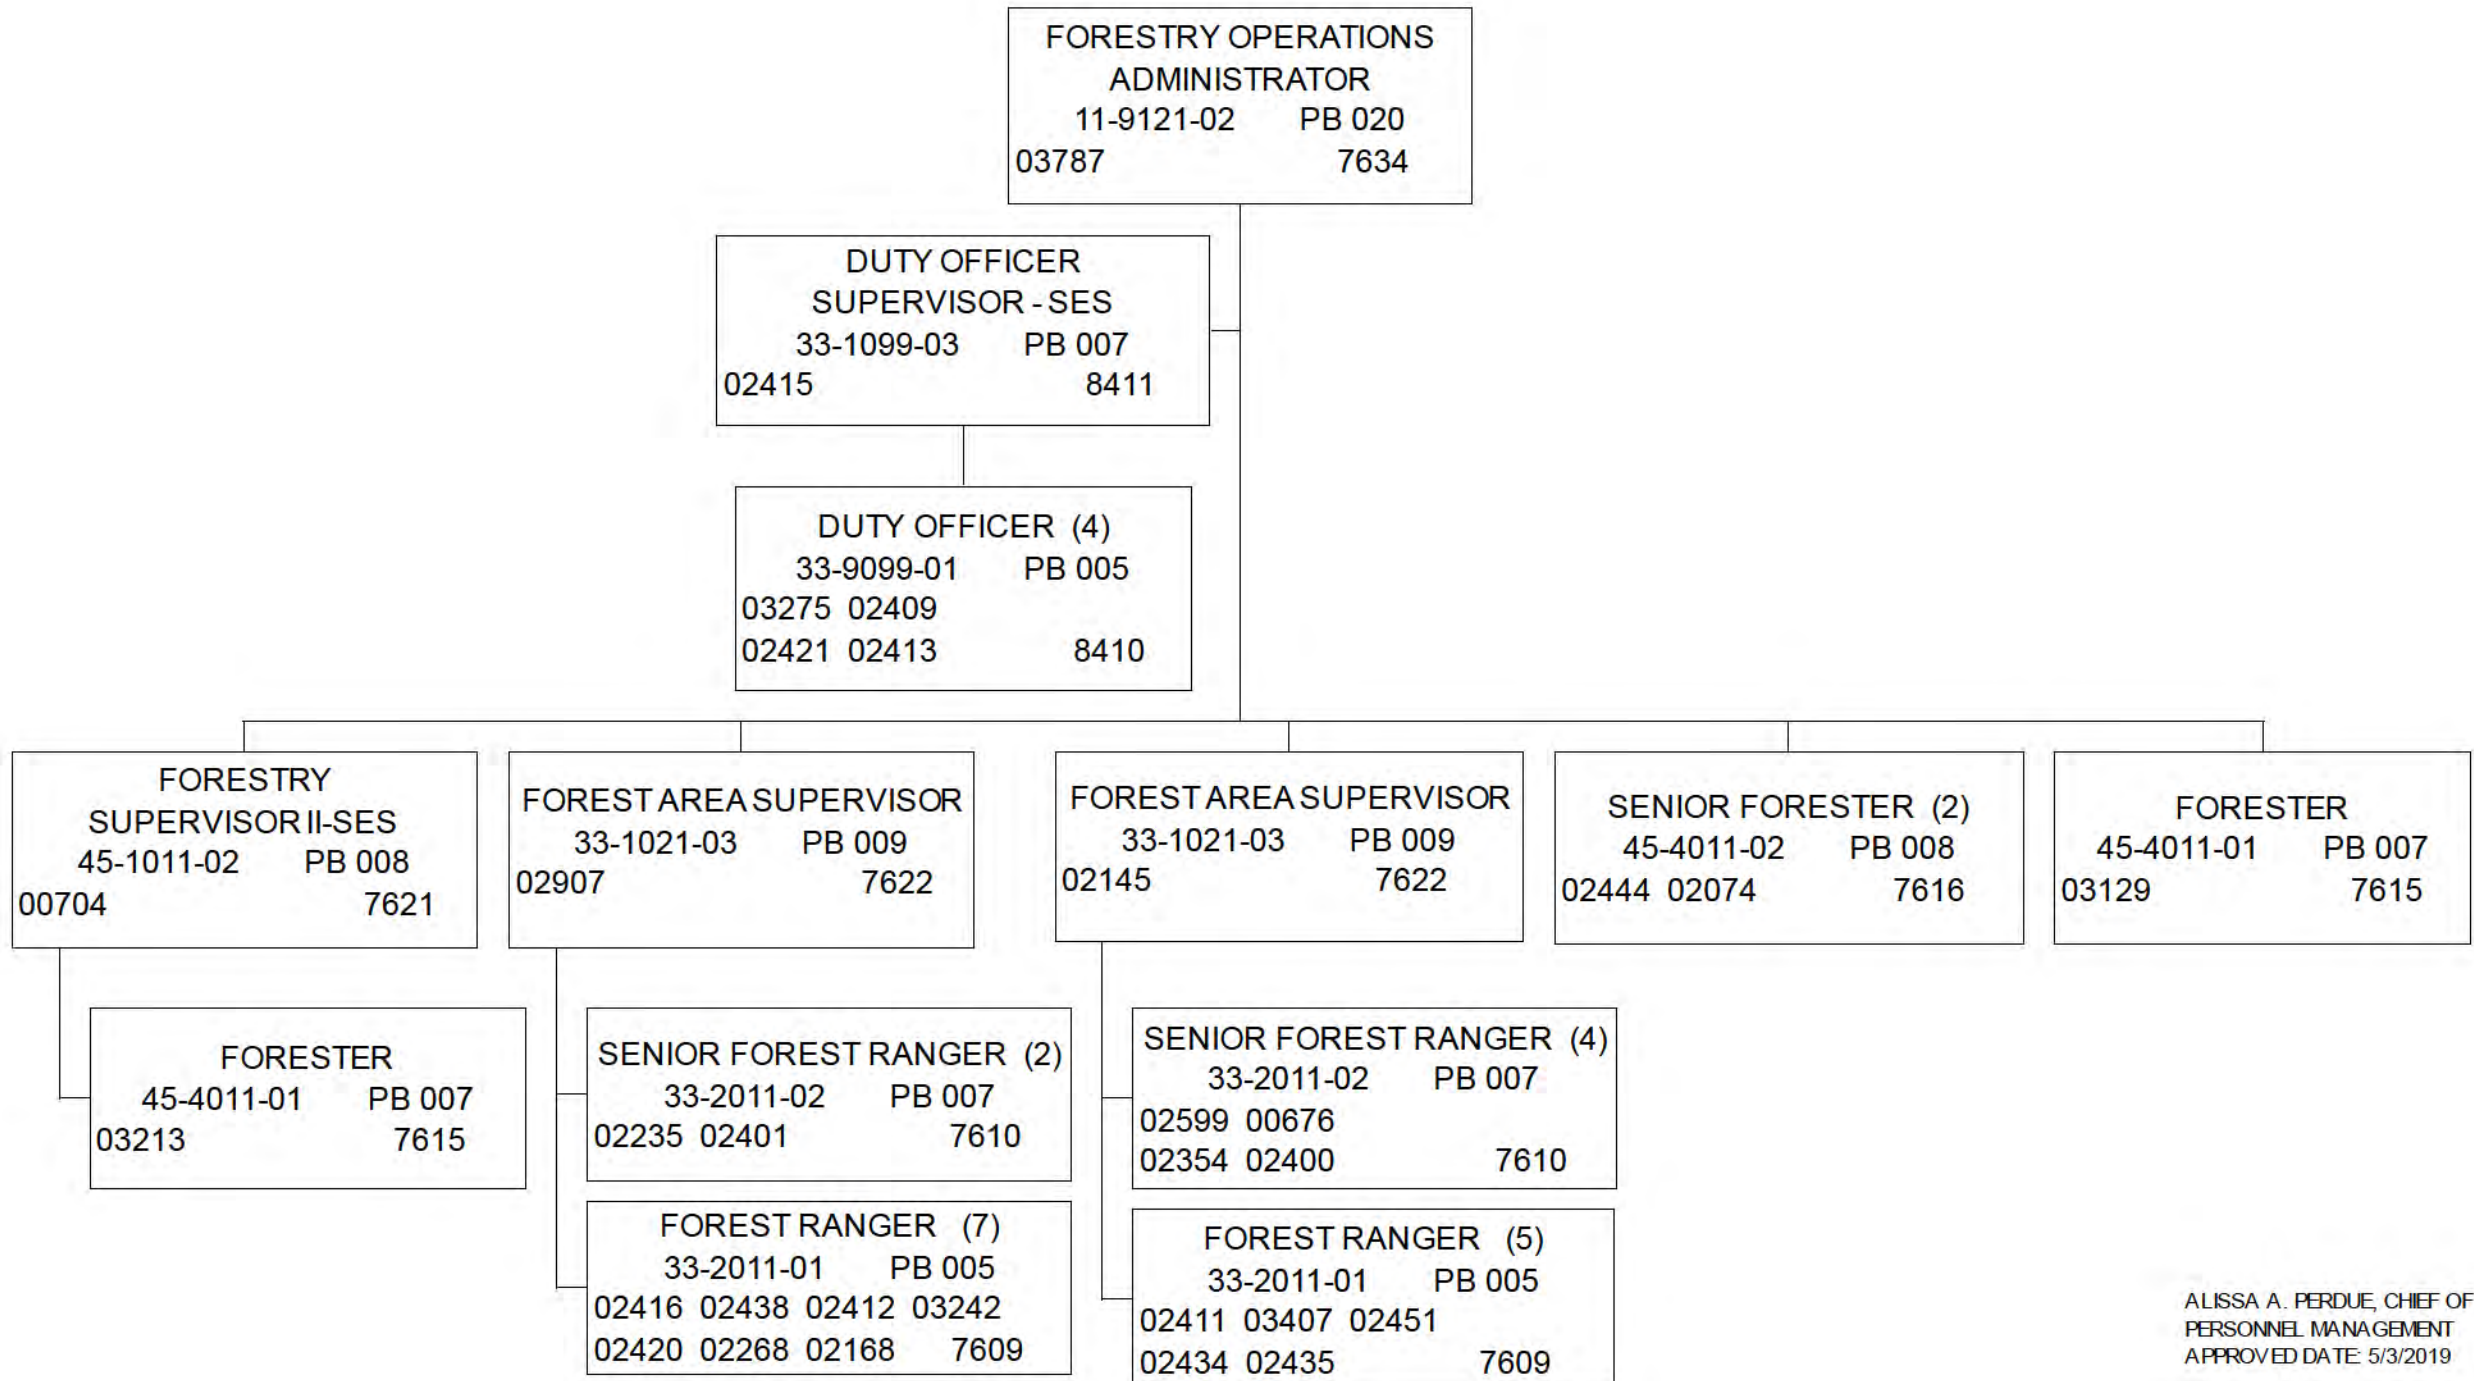 FORESTRY OPERATIONS
ADMINISTRATOR
11-9121-02 PB 020
03787 7634
DUTY OFFICER
SUPERVISOR - SES
33-1099-03 PB 007
02415 8411
DUTY OFFICER (4)
33-9099-01 PB 005
03275 02409
02421 02413 8410
FORESTRY
SUPERVISOR II-SES
45-1011-02 PB 008
00704 7621
FOREST AREA SUPERVISOR
33-1021-03 PB 009
02907 7622
FOREST AREA SUPERVISOR
33-1021-03 PB 009
02145 7622
SENIOR FORESTER (2)
45-4011-02 PB 008
02444 02074 7616
FORESTER
45-4011-01 PB 007
03129 7615
FORESTER
45-4011-01 PB 007
03213 7615
SENIOR FOREST RANGER (2)
33-2011-02 PB 007
02235 02401 7610
SENIOR FOREST RANGER (4)
33-2011-02 PB 007
02599 00676
02354 02400 7610
FOREST RANGER (7)
33-2011-01 PB 005
02416 02438 02412 03242
02420 02268 02168 7609
FOREST RANGER (5)
33-2011-01 PB 005
02411 03407 02451
02434 02435 7609
ALISSA A. PERDUE, CHIEF OF
PERSONNEL MANAGEMENT
APPROVED DATE: 5/3/2019